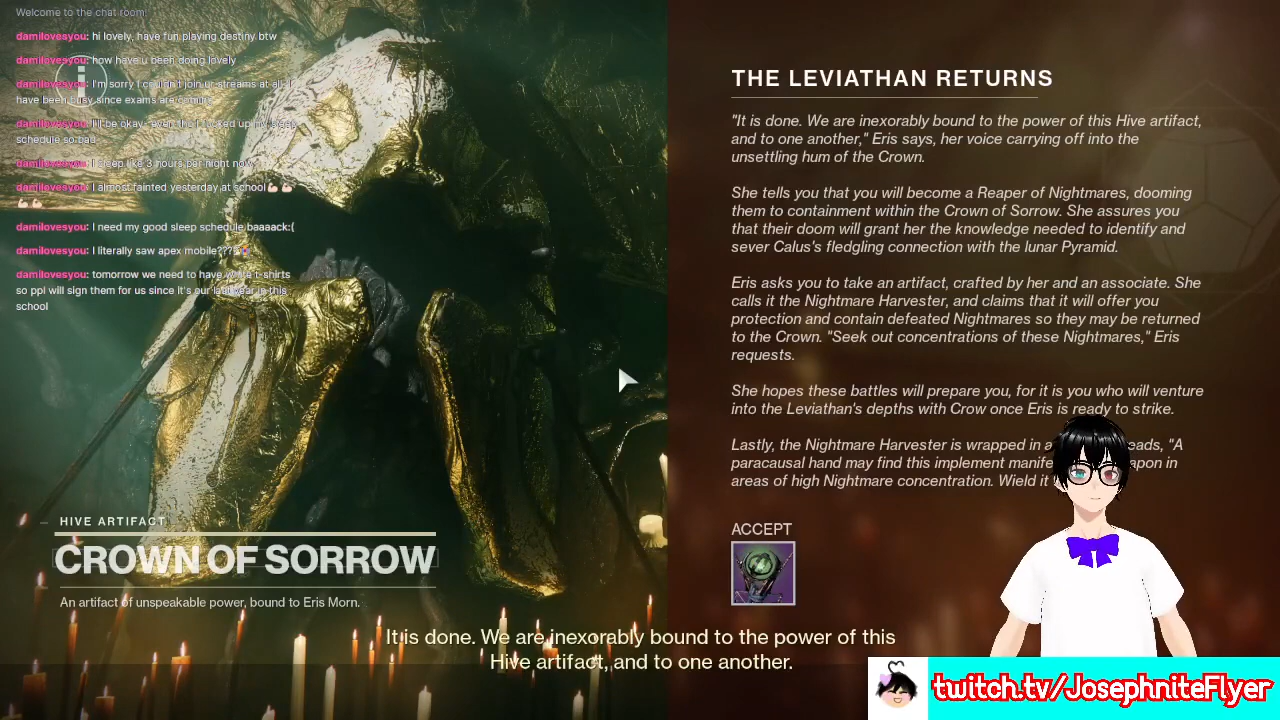 Welcome to the chat room!
damilovesyou: hi lovely, have fun playing destiny btw
damilovesyou: how have u been doing lovely
damilovesyou: I'm sorry I couldn't join ur streams at all. I
have been busy since exams are coming
damilovesyou: I'll be okay, even tho I fucked up my sleep
schedule so bad
damilovesyou: I sleep like 3 hours per night now
damilovesyou: I almost fainted yesterday at school💪🏻💪🏻
💪🏻💪🏻
damilovesyou: I need my good sleep schedule baaaack:(
damilovesyou: I literally saw apex mobile????
damilovesyou: tomorrow we need to have white t-shirts
so ppl will sign them for us since it's our last year in this
school
HIVE ARTIFACT
CROWN OF SORROW
An artifact of unspeakable power, bound to Eris Morn.
THE LEVIATHAN RETURNS
"It is done. We are inexorably bound to the power of this Hive artifact,
and to one another," Eris says, her voice carrying off into the
unsettling hum of the Crown.
She tells you that you will become a Reaper of Nightmares, dooming
them to containment within the Crown of Sorrow. She assures you
that their doom will grant her the knowledge needed to identify and
sever Calus's fledgling connection with the lunar Pyramid.
Eris asks you to take an artifact, crafted by her and an associate. She
calls it the Nightmare Harvester, and claims that it will offer you
protection and contain defeated Nightmares so they may be returned
to the Crown. "Seek out concentrations of these Nightmares," Eris
requests.
She hopes these battles will prepare you, for it is you who will venture
into the Leviathan's depths with Crow once Eris is ready to strike.
Lastly, the Nightmare Harvester is wrapped in a "A
paracausal hand may find this implement in
areas of high Nightmare concentration. Wield it
ACCEPT
It is done. We are inexorably bound to the power of this
Hive artifact, and to one another.
twitch.tv/JosephniteFlyer